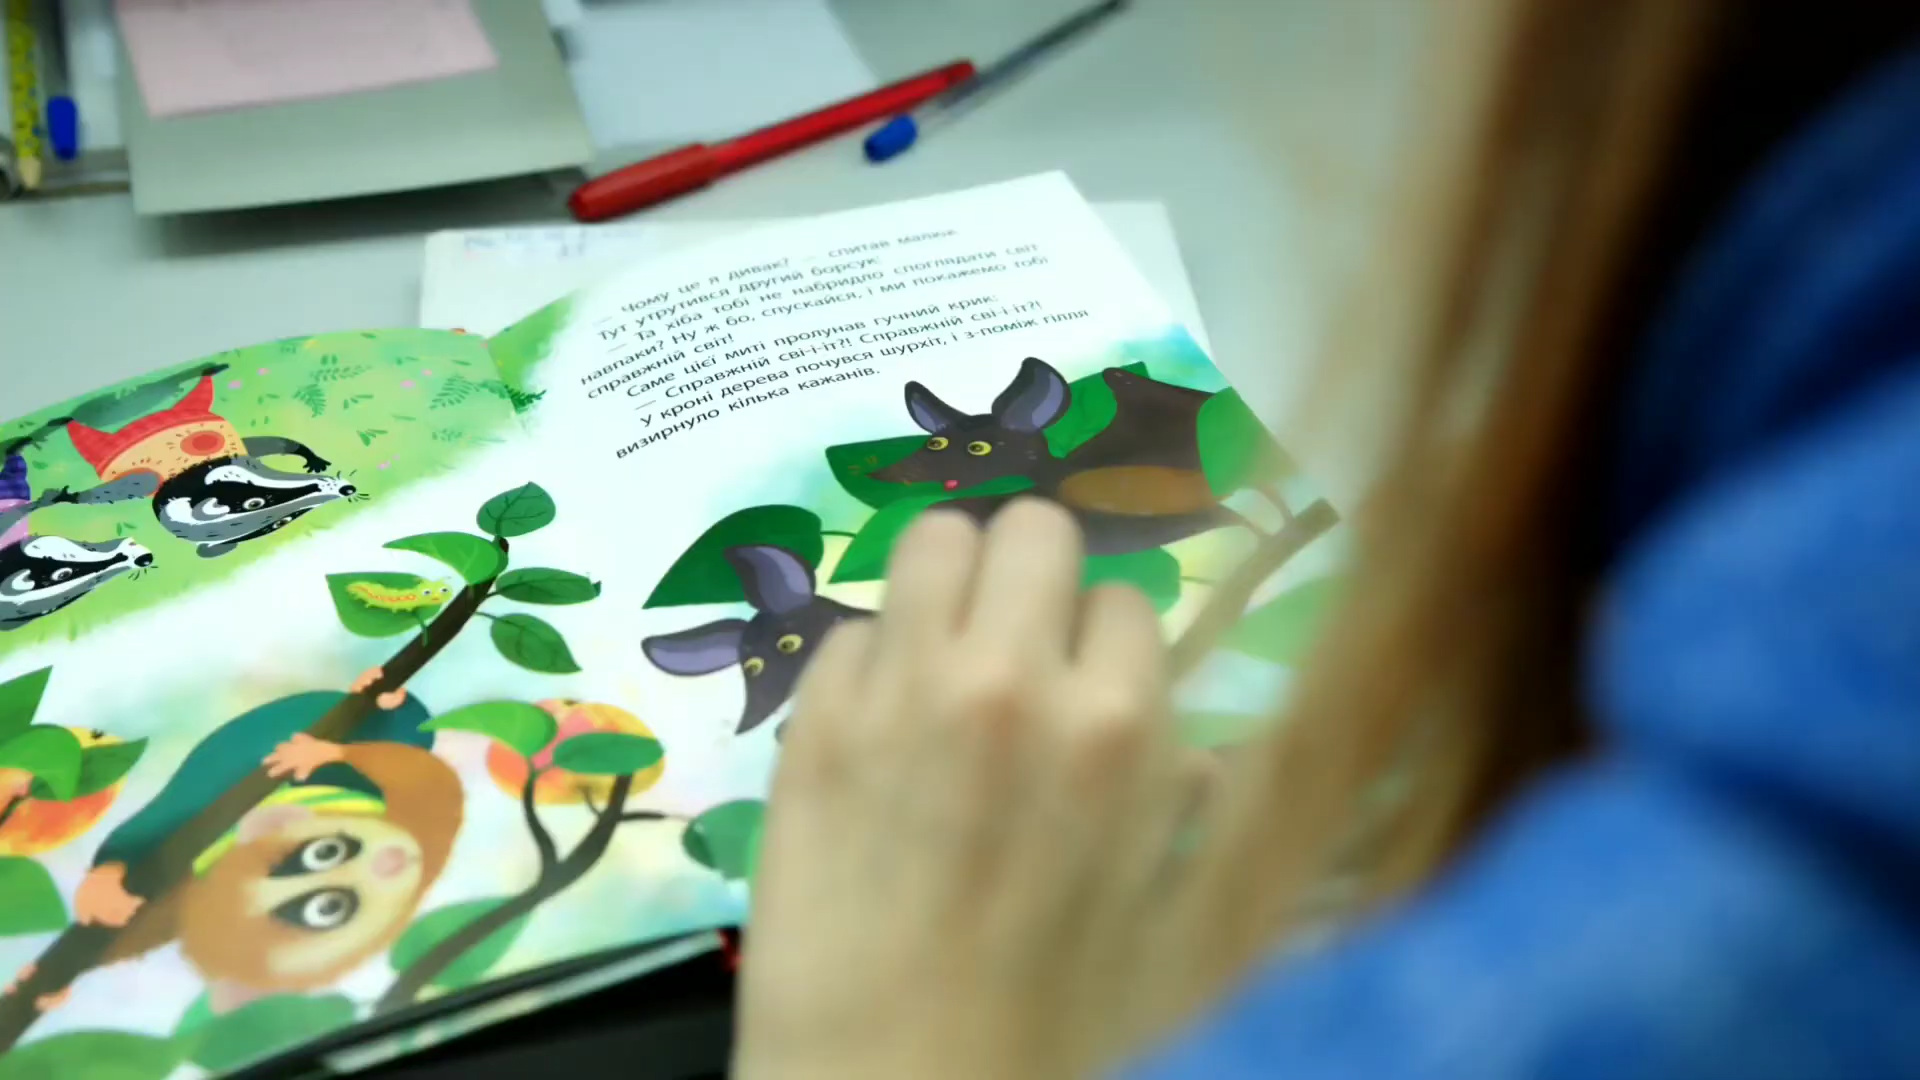 — Чому це я дивак? — спитав малюк.
Тут утрутився другий борсук:
— Та хіба тобі не набридло споглядати світ
навпаки? Ну ж бо, спускайся, і ми покажемо тобі
справжній світ!
Саме цієї миті пролунав гучний крик:
— Справжній сві-і-іт?! Справжній сві-і-іт?!
У кроні дерева почувся шурхіт, і з-поміж гілля
визирнуло кілька кажанів.